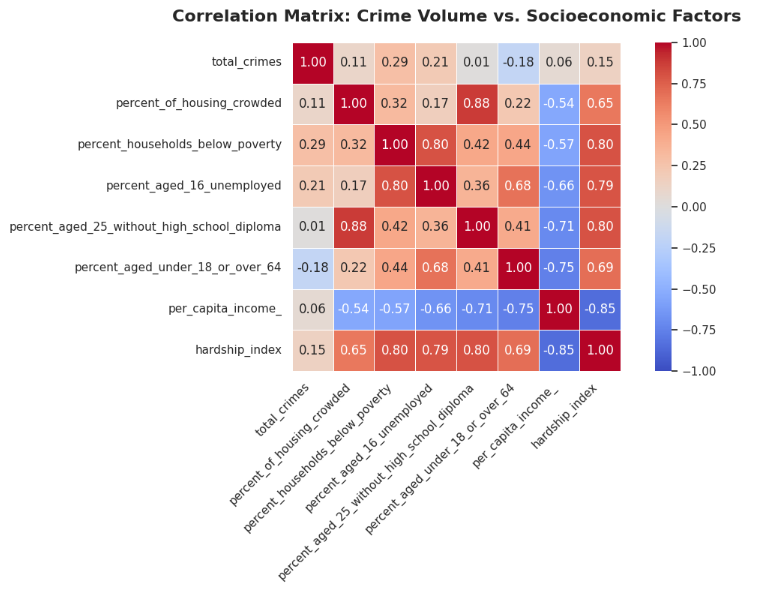 Correlation Matrix: Crime Volume vs. Socioeconomic Factors
total_crimes 1.00 0.11 0.29 0.21 0.01 -0.18 0.06 0.15
percent_of_housing_crowded 0.11 1.00 0.32 0.17 0.88 0.22 -0.54 0.65
percent_households_below_poverty 0.29 0.32 1.00 0.80 0.42 0.44 -0.57 0.80
percent_aged_16_unemployed 0.21 0.17 0.80 1.00 0.36 0.68 -0.66 0.79
percent_aged_25_without_high_school_diploma 0.01 0.88 0.42 0.36 1.00 0.41 -0.71 0.80
percent_aged_under_18_or_over_64 -0.18 0.22 0.44 0.68 0.41 1.00 -0.75 0.69
per_capita_income_ 0.06 -0.54 -0.57 -0.66 -0.71 -0.75 1.00 -0.85
hardship_index 0.15 0.65 0.80 0.79 0.80 0.69 -0.85 1.00
total_crimes
percent_of_housing_crowded
percent_households_below_poverty
percent_aged_16_unemployed
percent_aged_25_without_high_school_diploma
percent_aged_under_18_or_over_64
per_capita_income_
hardship_index
1.00
0.75
0.50
0.25
0.00
−0.25
−0.50
−0.75
−1.00